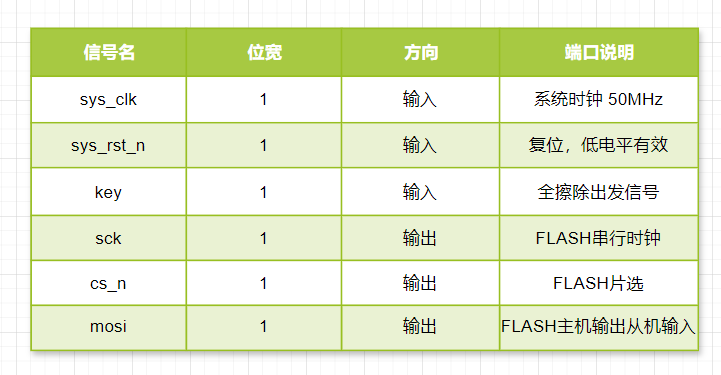 信号名 位宽 方向 端口说明
sys_clk 1 输入 系统时钟 50MHz
sys_rst_n 1 输入 复位，低电平有效
key 1 输入 全擦除出发信号
sck 1 输出 FLASH串行时钟
cs_n 1 输出 FLASH片选
mosi 1 输出 FLASH主机输出从机输入